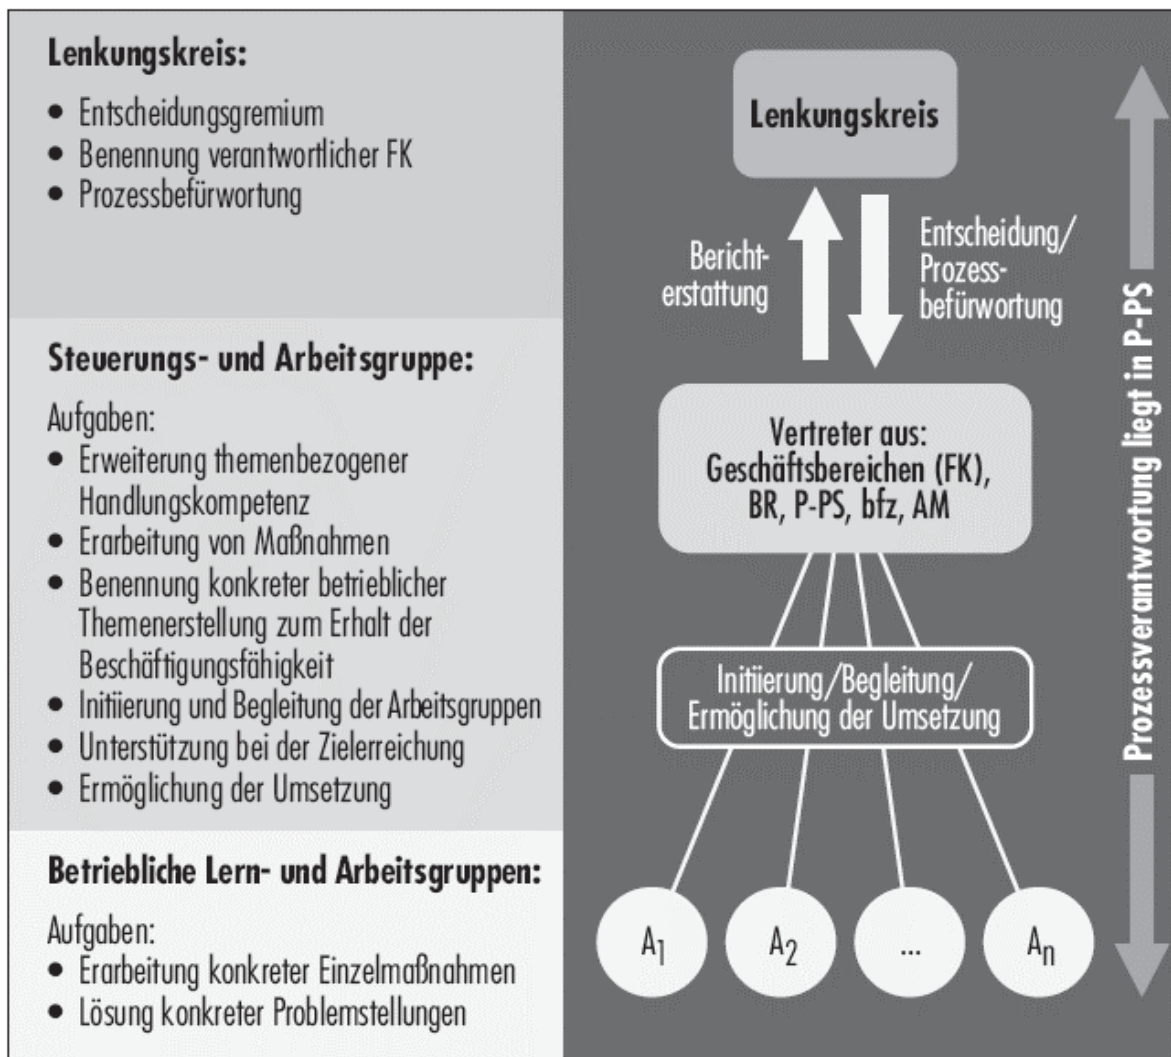 Lenkungskreis:
• Entscheidungsgremium
• Benennung verantwortlicher FK
• Prozessbefürwortung
Steuerungs- und Arbeitsgruppe:
Aufgaben:
• Erweiterung themenbezogener
Handlungskompetenz
• Erarbeitung von Maßnahmen
• Benennung konkreter betrieblicher
Themenerstellung zum Erhalt der
Beschäftigungsfähigkeit
• Initiierung und Begleitung der Arbeitsgruppen
• Unterstützung bei der Zielerreichung
• Ermöglichung der Umsetzung
Betriebliche Lern- und Arbeitsgruppen:
Aufgaben:
• Erarbeitung konkreter Einzelmaßnahmen
• Lösung konkreter Problemstellungen
Lenkungskreis
Bericht-
erstattung
Entscheidung/
Prozess-
befürwortung
Vertreter aus:
Geschäftsbereichen (FK),
BR, P-PS, bfz, AM
Initiierung/Begleitung/
Ermöglichung der Umsetzung
A1
A2
...
An
Prozessverantwortung liegt in P-PS